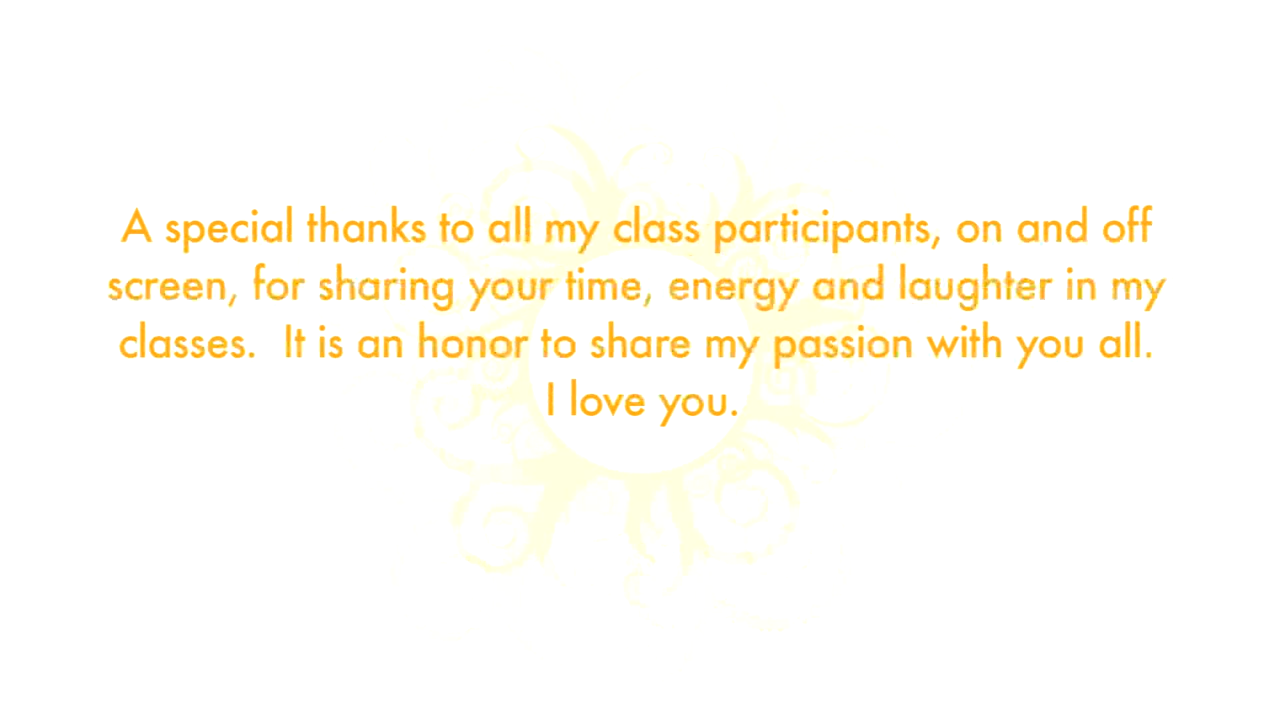 A special thanks to all my class participants, on and off
screen, for sharing your time, energy and laughter in my
classes.  It is an honor to share my passion with you all.
I love you.